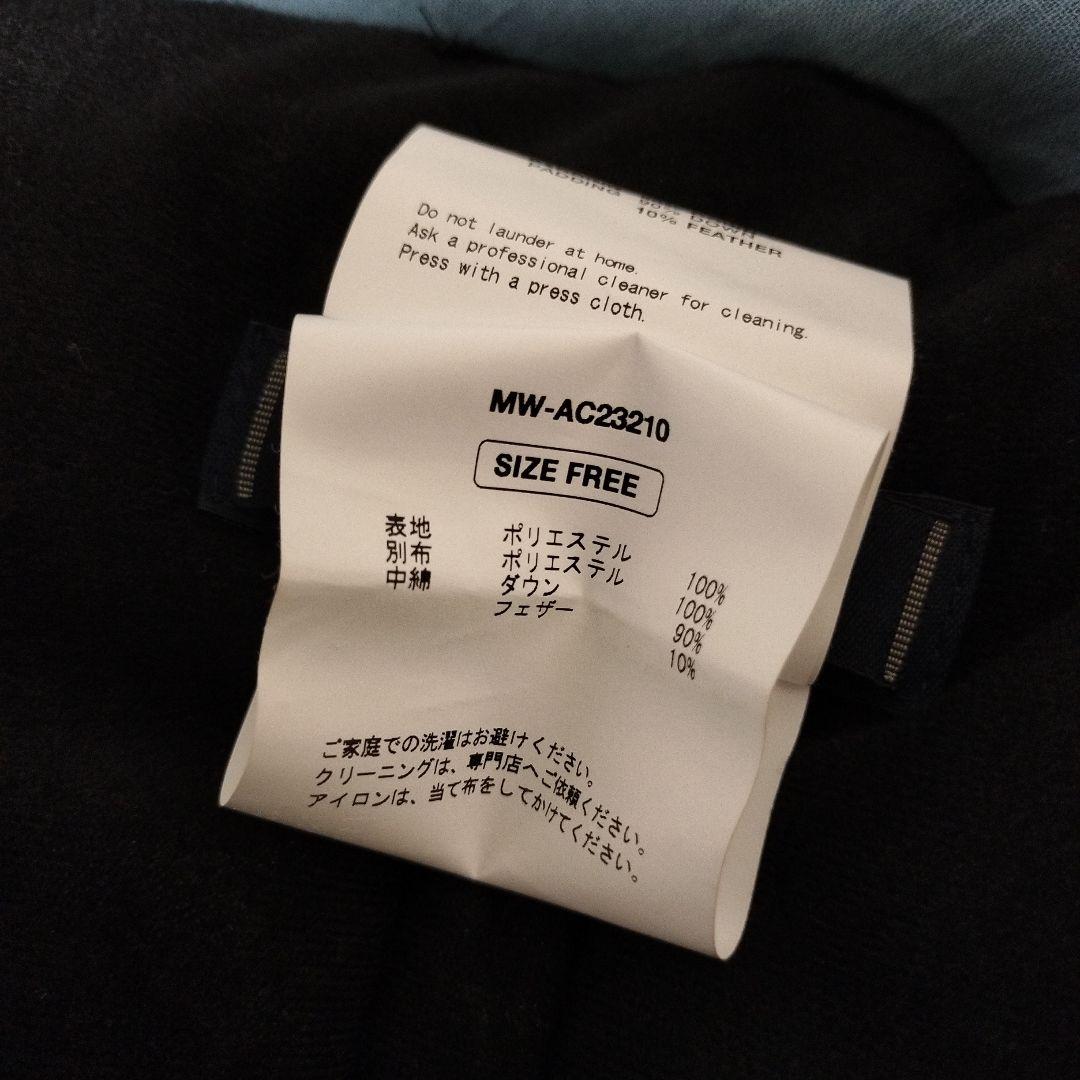 PADDING 90% DOWN
10% FEATHER
Do not launder at home.
Ask a professional cleaner for cleaning.
Press with a press cloth.
MW-AC23210
SIZE FREE
表地 ポリエステル 100%
別布 ポリエステル 100%
中綿 ダウン 90%
フェザー 10%
ご家庭での洗濯はお避けください。
クリーニングは、専門店へご依頼ください。
アイロンは、当て布をしてかけてください。